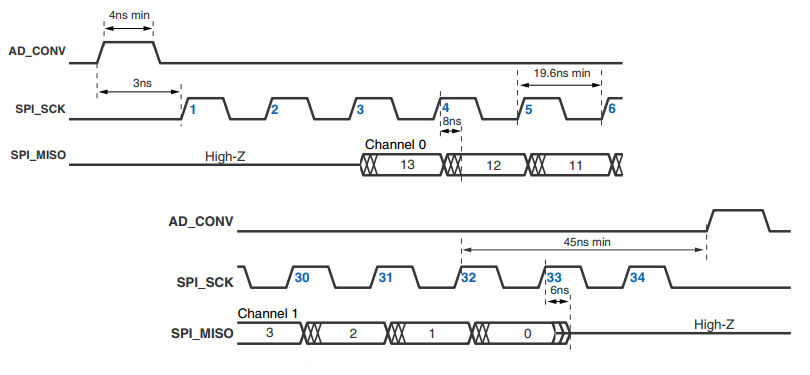 4ns min
AD_CONV
3ns
19.6ns min
SPI_SCK 1 2 3 4 5 6
8ns
Channel 0
SPI_MISO High-Z 13 12 11
AD_CONV
45ns min
SPI_SCK 30 31 32 33 34
6ns
Channel 1
SPI_MISO 3 2 1 0 High-Z